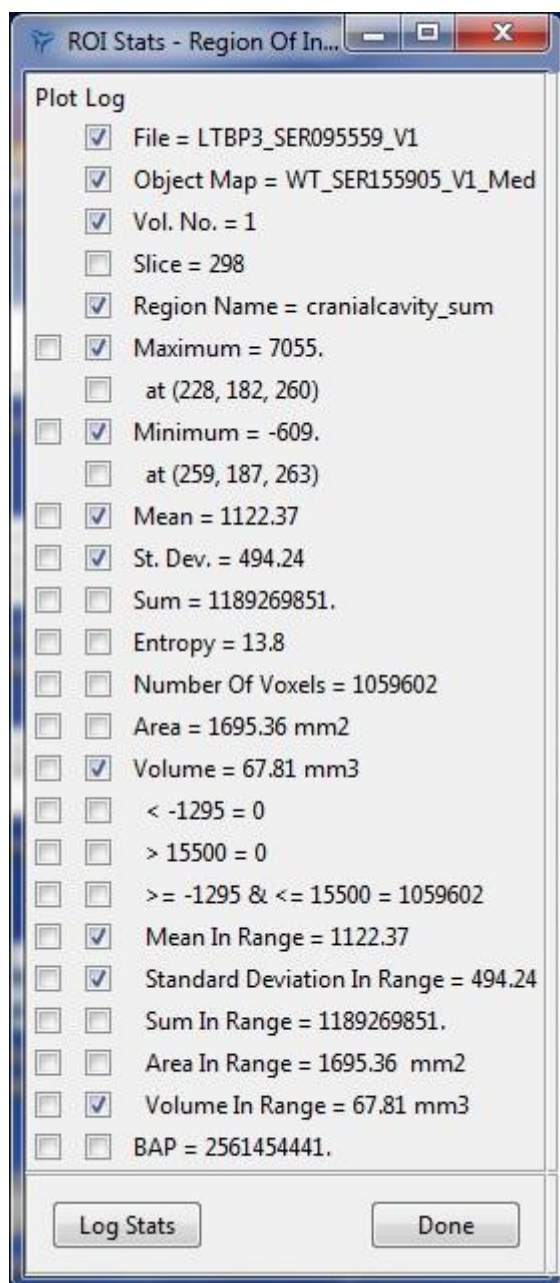 ROI Stats - Region Of In...
Plot Log
File = LTBP3_SER095559_V1
Object Map = WT_SER155905_V1_Med
Vol. No. = 1
Slice = 298
Region Name = cranialcavity_sum
Maximum = 7055.
at (228, 182, 260)
Minimum = -609.
at (259, 187, 263)
Mean = 1122.37
St. Dev. = 494.24
Sum = 1189269851.
Entropy = 13.8
Number Of Voxels = 1059602
Area = 1695.36 mm2
Volume = 67.81 mm3
< -1295 = 0
> 15500 = 0
>= -1295 & <= 15500 = 1059602
Mean In Range = 1122.37
Standard Deviation In Range = 494.24
Sum In Range = 1189269851.
Area In Range = 1695.36 mm2
Volume In Range = 67.81 mm3
BAP = 2561454441.
Log Stats Done